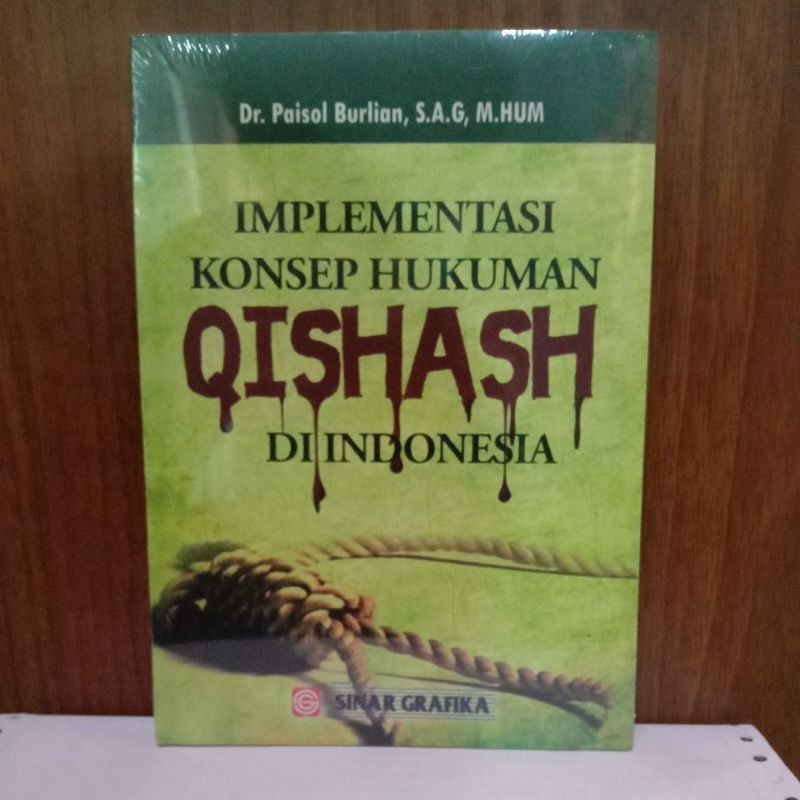 Dr. Paisol Burlian, S.A.G, M.HUM
IMPLEMENTASI
KONSEP HUKUMAN
QISHASH
DI INDONESIA
SINAR GRAFIKA